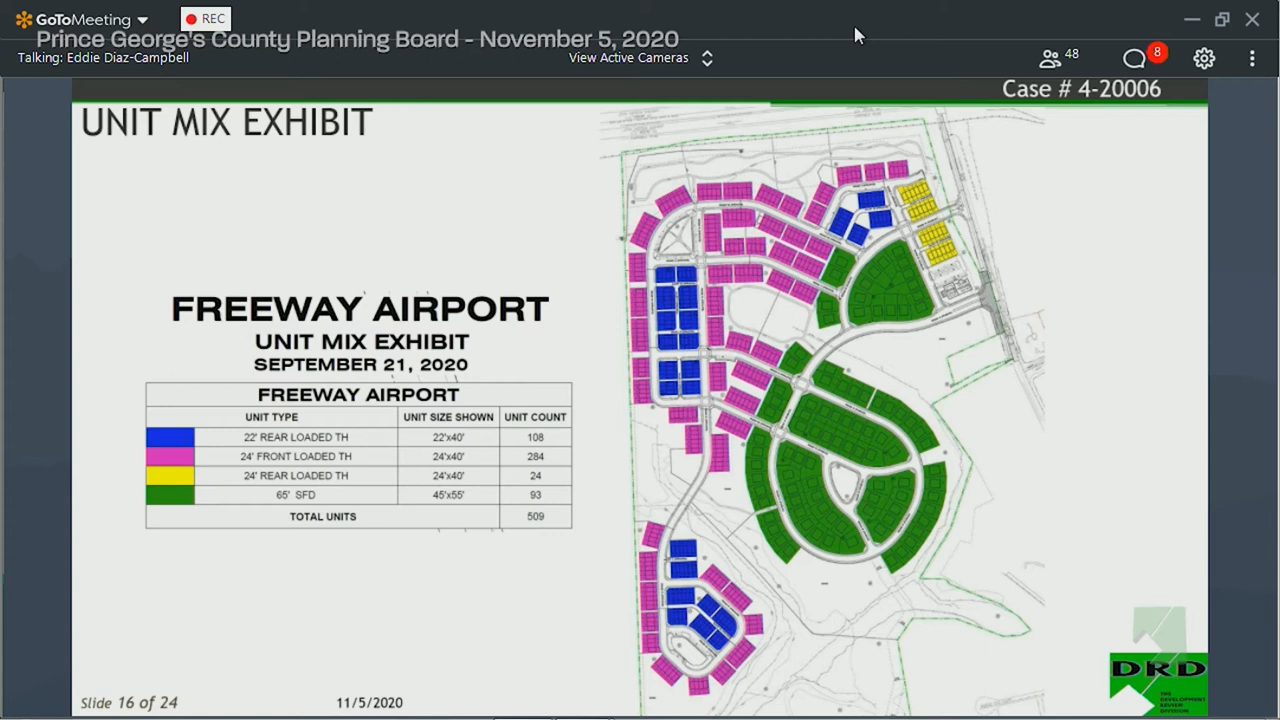 GoToMeeting
REC
Prince George's County Planning Board - November 5, 2020
Talking: Eddie Diaz-Campbell
View Active Cameras
48
8
Case # 4-20006
UNIT MIX EXHIBIT
FREEWAY AIRPORT
UNIT MIX EXHIBIT
SEPTEMBER 21, 2020
FREEWAY AIRPORT
UNIT TYPE UNIT SIZE SHOWN UNIT COUNT
22' REAR LOADED TH 22'x40' 108
24' FRONT LOADED TH 24'x40' 284
24' REAR LOADED TH 24'x40' 24
65' SFD 45'x55' 93
TOTAL UNITS 509
Slide 16 of 24
11/5/2020
DRD
THE
DEVELOPMENT
REVIEW
DIVISION